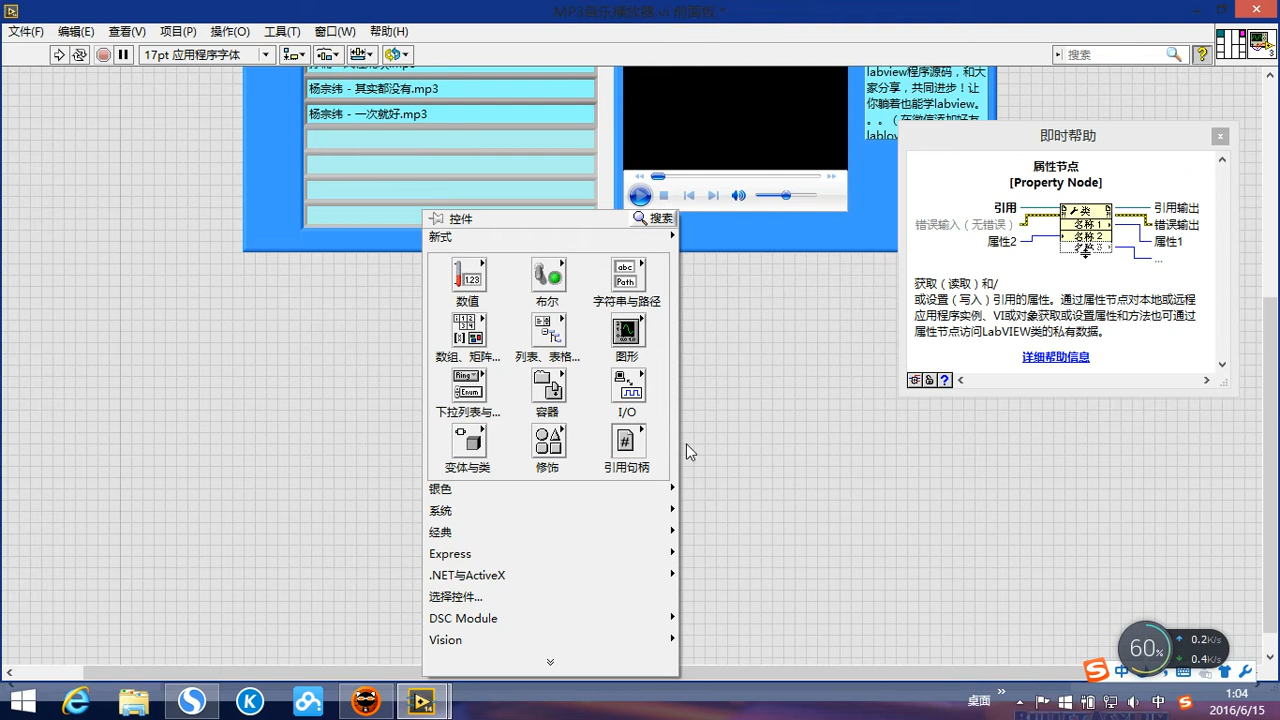 MP3音乐播放器.vi 前面板 *
文件(F) 编辑(E) 查看(V) 项目(P) 操作(O) 工具(T) 窗口(W) 帮助(H)
17pt 应用程序字体
搜索
3
杨宗纬 - 其实都没有.mp3
杨宗纬 - 一次就好.mp3
labview程序源码，和大
家分享，共同进步！让
你躺着也能学labview。
。。（在微信添加好友
即时帮助
属性节点
[Property Node]
引用
错误输入（无错误）
属性2
类
名称 1
名称 2
名称 3
引用输出
错误输出
属性1
...
获取（读取）和/
或设置（写入）引用的属性。通过属性节点对本地或远程
应用程序实例、VI或对象获取或设置属性和方法也可通过
属性节点访问LabVIEW类的私有数据。
详细帮助信息
控件
搜索
新式
数值
布尔
字符串与路径
数组、矩阵...
列表、表格...
图形
下拉列表与...
容器
I/O
变体与类
修饰
引用句柄
银色
系统
经典
Express
.NET与ActiveX
选择控件...
DSC Module
Vision
60%
0.2K/s
0.4K/s
中
桌面
中
1:04
2016/6/15